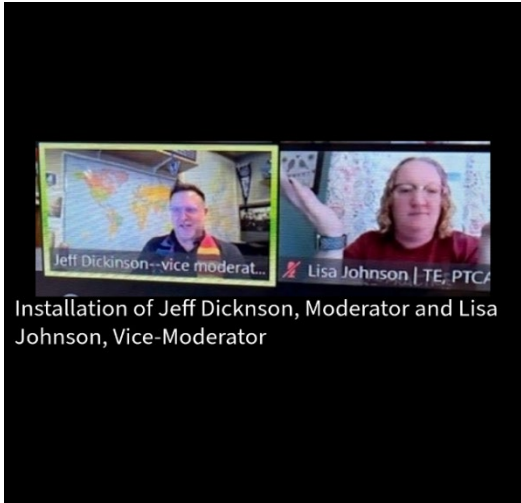 Jeff Dickinson--vice moderat...
Lisa Johnson | TE, PTCA
Installation of Jeff Dicknson, Moderator and Lisa
Johnson, Vice-Moderator